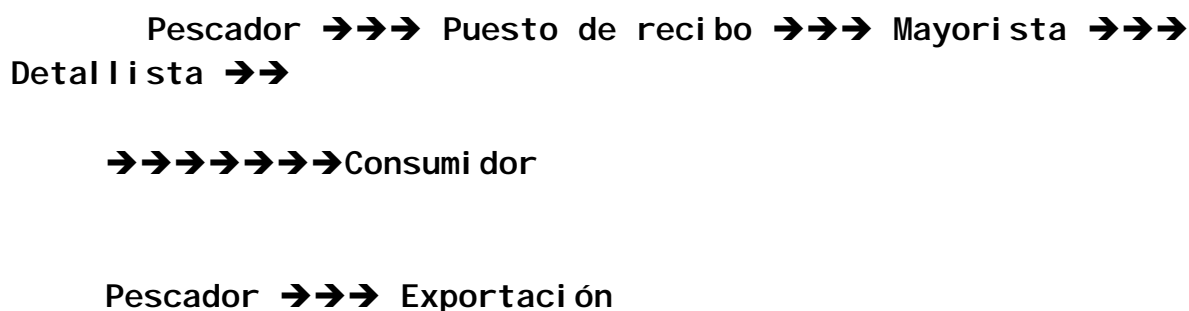 Pescador →→→ Puesto de recibo →→→ Mayorista →→→
Detallista →→
→→→→→→→Consumidor
Pescador →→→ Exportación